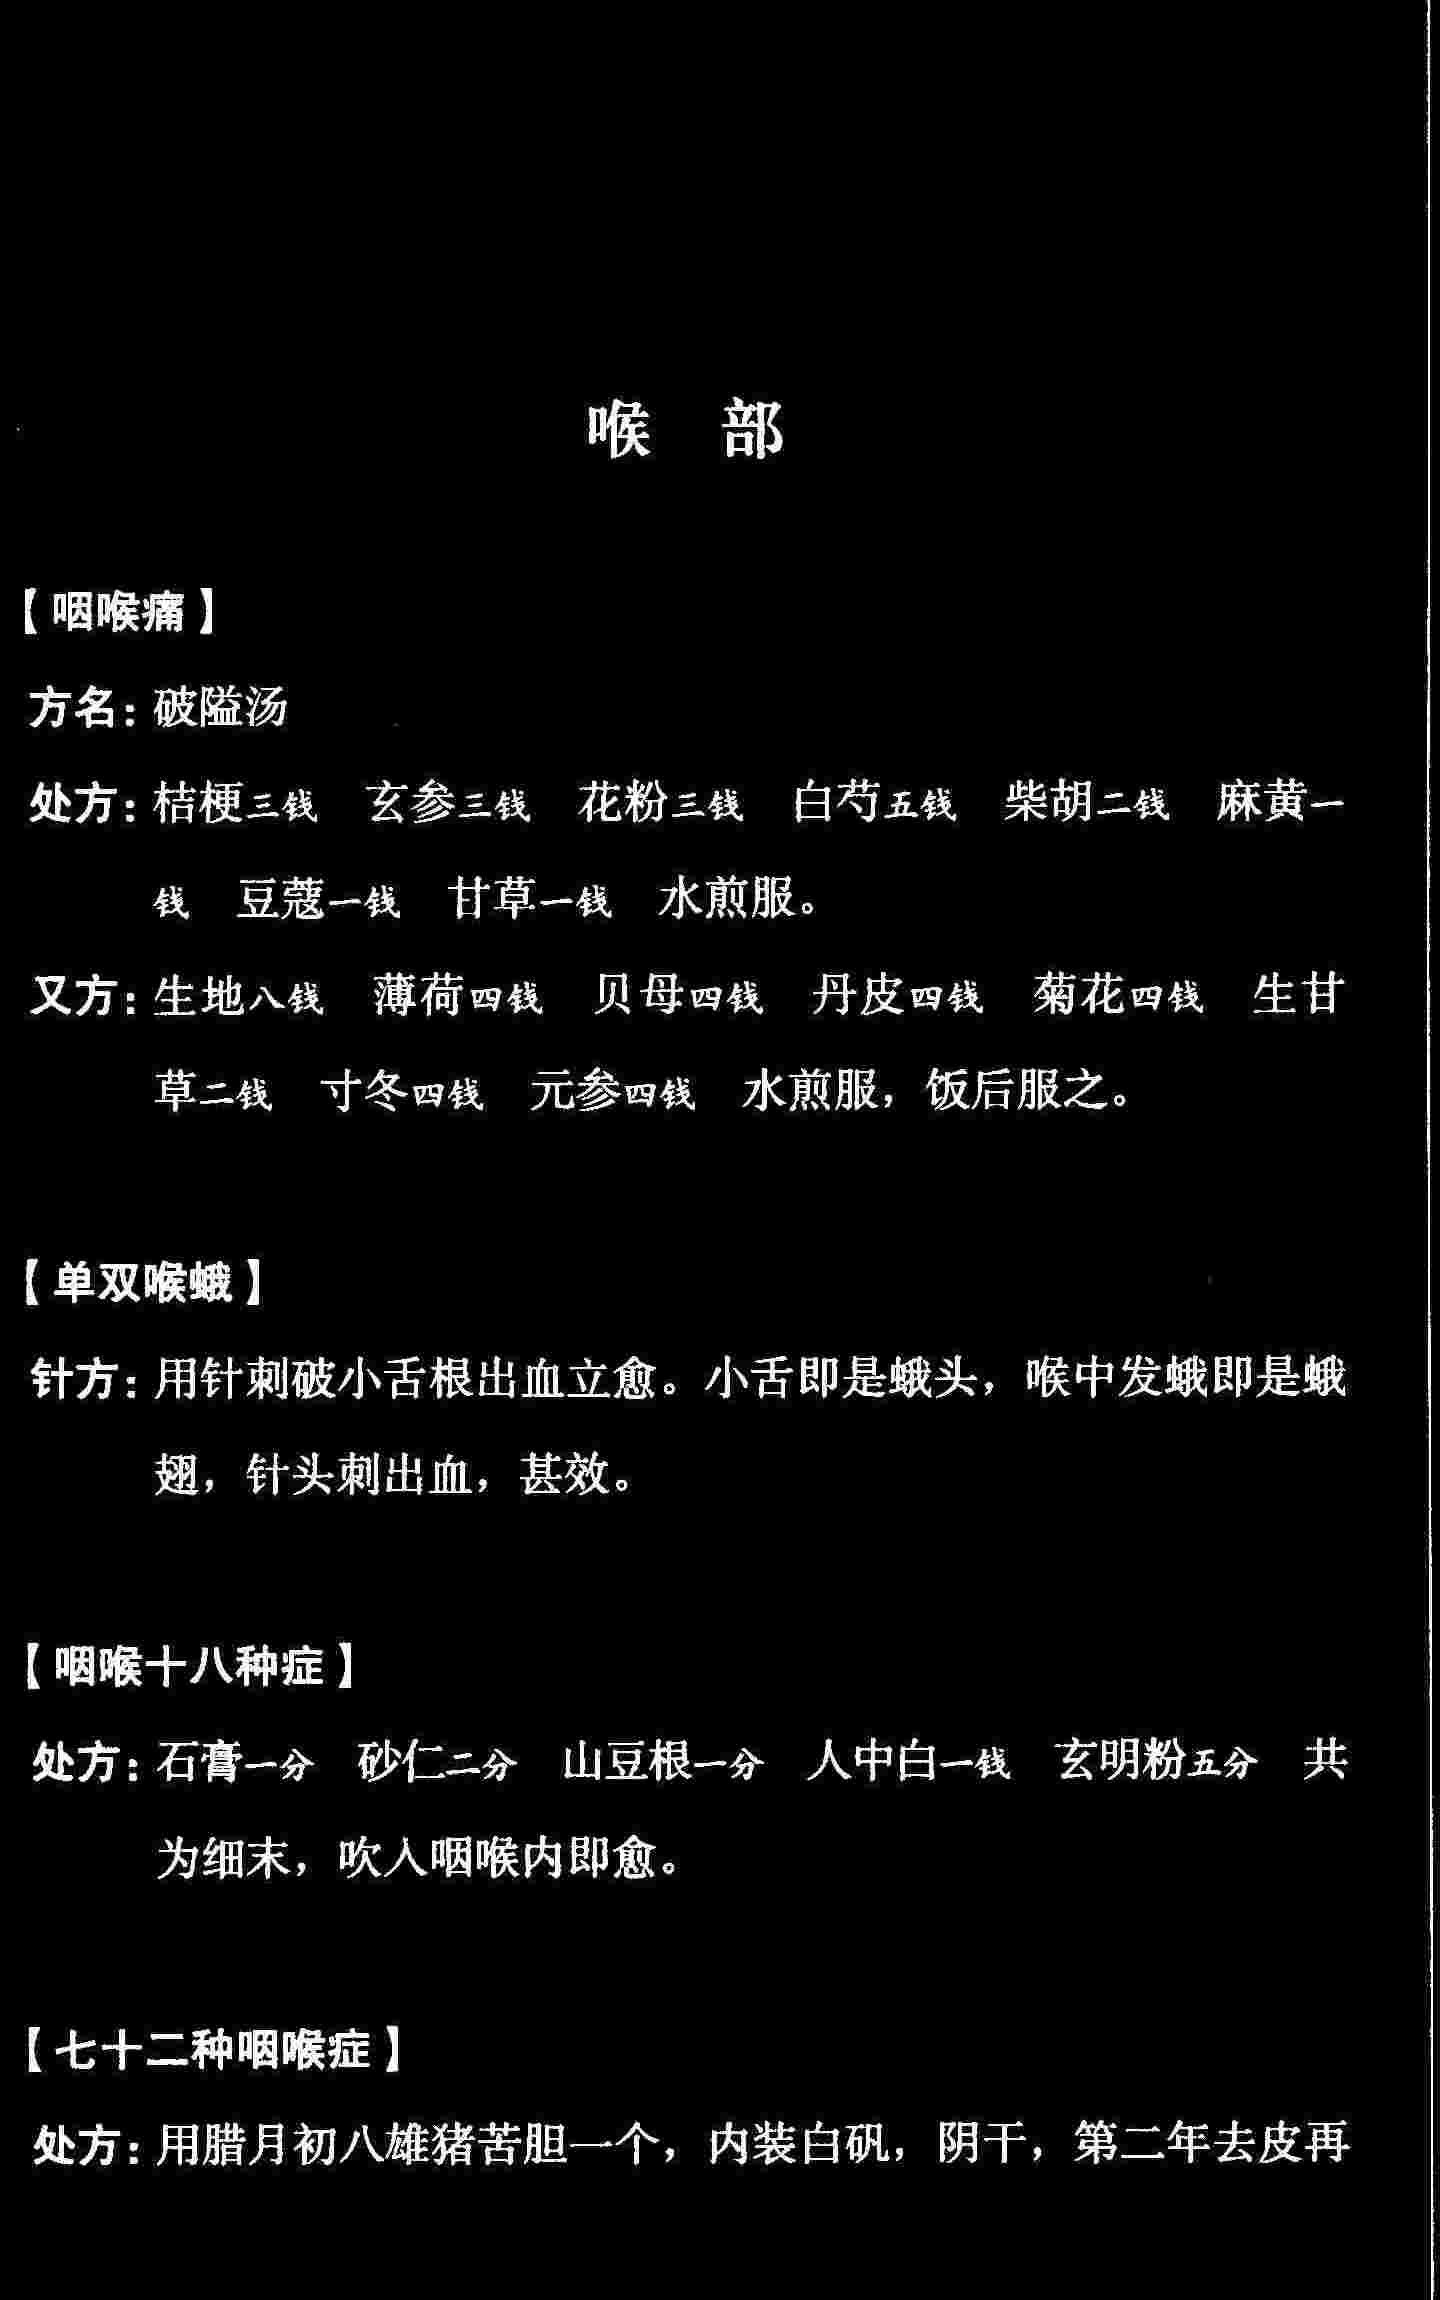 喉 部
【咽喉痛】
方名：破隘汤
处方：桔梗三钱 玄参三钱 花粉三钱 白芍五钱 柴胡二钱 麻黄一
钱 豆蔻一钱 甘草一钱 水煎服。
又方：生地八钱 薄荷四钱 贝母四钱 丹皮四钱 菊花四钱 生甘
草二钱 寸冬四钱 元参四钱 水煎服，饭后服之。
【单双喉蛾】
针方：用针刺破小舌根出血立愈。小舌即是蛾头，喉中发蛾即是蛾
翅，针头刺出血，甚效。
【咽喉十八种症】
处方：石膏一分 砂仁二分 山豆根一分 人中白一钱 玄明粉五分 共
为细末，吹入咽喉内即愈。
【七十二种咽喉症】
处方：用腊月初八雄猪苦胆一个，内装白矾，阴干，第二年去皮再